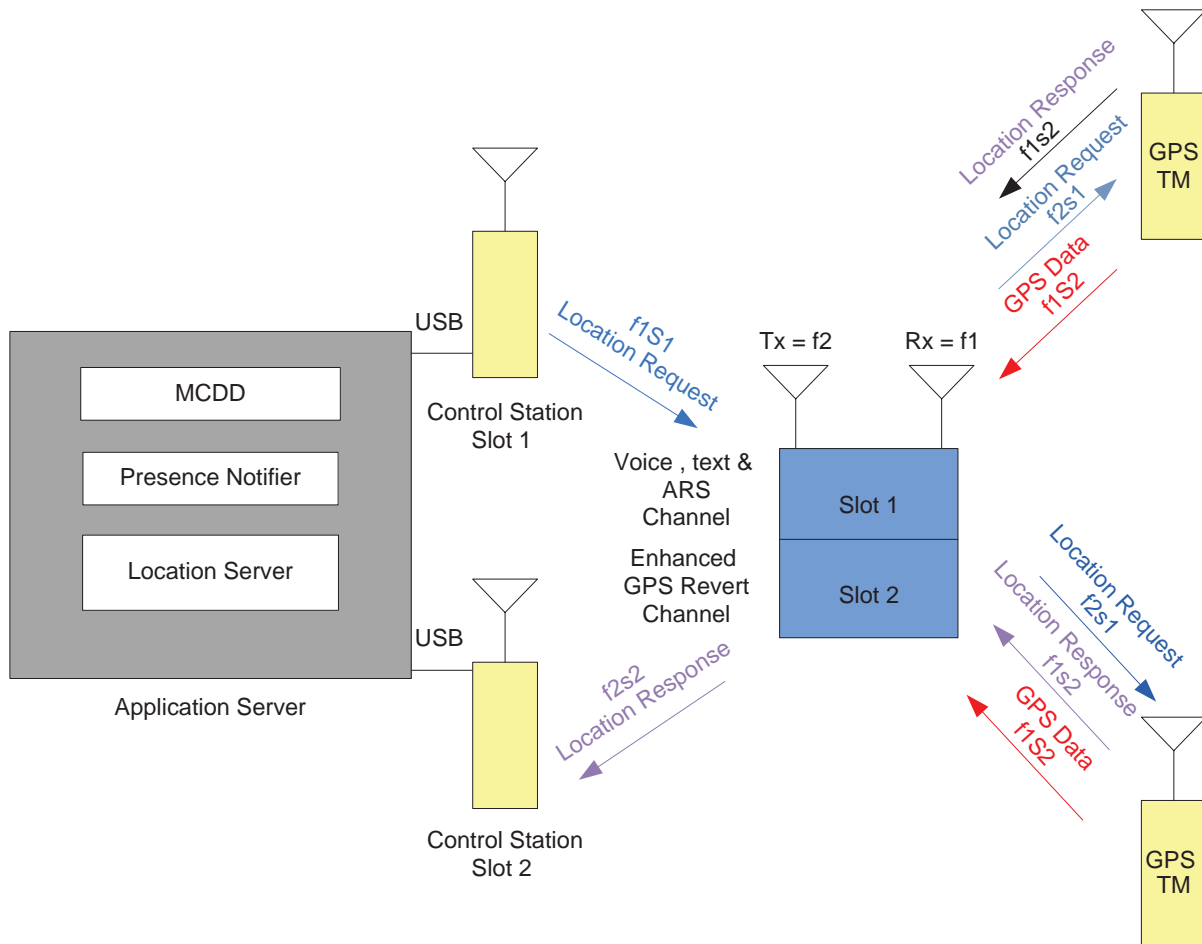 Location Response
f1s2
Location Request
f2s1
GPS Data
f1S2
GPS
TM
USB
f1S1
Location Request
Tx = f2
Rx = f1
MCDD
Presence Notifier
Location Server
Control Station
Slot 1
Voice , text &
ARS
Channel
Slot 1
Enhanced
GPS Revert
Channel
Slot 2
USB
Application Server
f2s2
Location Response
Location Request
f2s1
Location Response
f1s2
GPS Data
f1S2
Control Station
Slot 2
GPS
TM